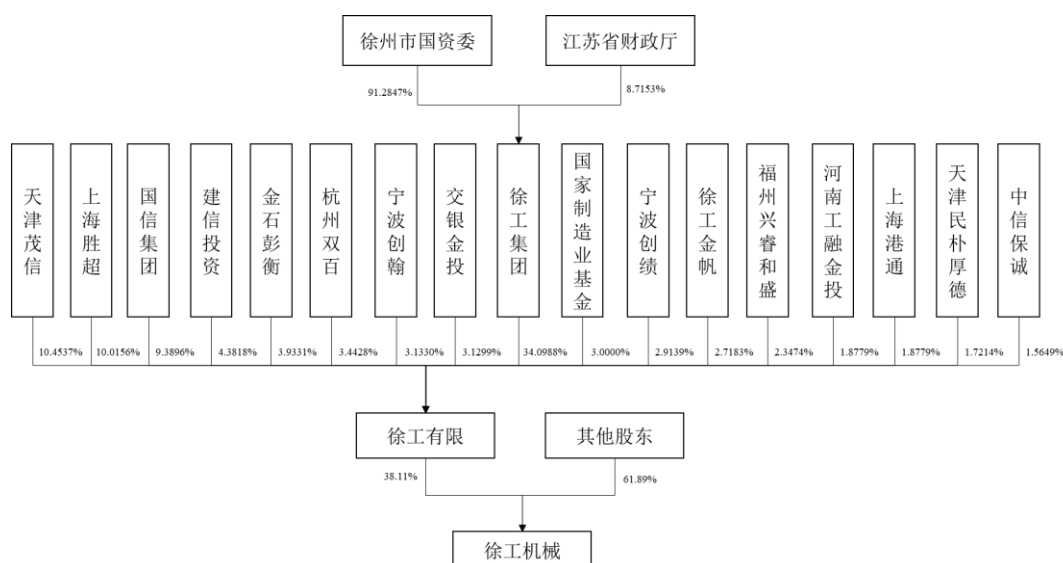 徐州市国资委
江苏省财政厅
91.2847%
8.7153%
天津茂信
上海胜超
国信集团
建信投资
金石彭衡
杭州双百
宁波创翰
交银金投
徐工集团
国家制造业基金
宁波创绩
徐工金帆
福州兴睿和盛
河南工融金投
上海港通
天津民朴厚德
中信保诚
10.4537%
10.0156%
9.3896%
4.3818%
3.9331%
3.4428%
3.1330%
3.1299%
34.0988%
3.0000%
2.9139%
2.7183%
2.3474%
1.8779%
1.8779%
1.7214%
1.5649%
徐工有限
其他股东
38.11%
61.89%
徐工机械